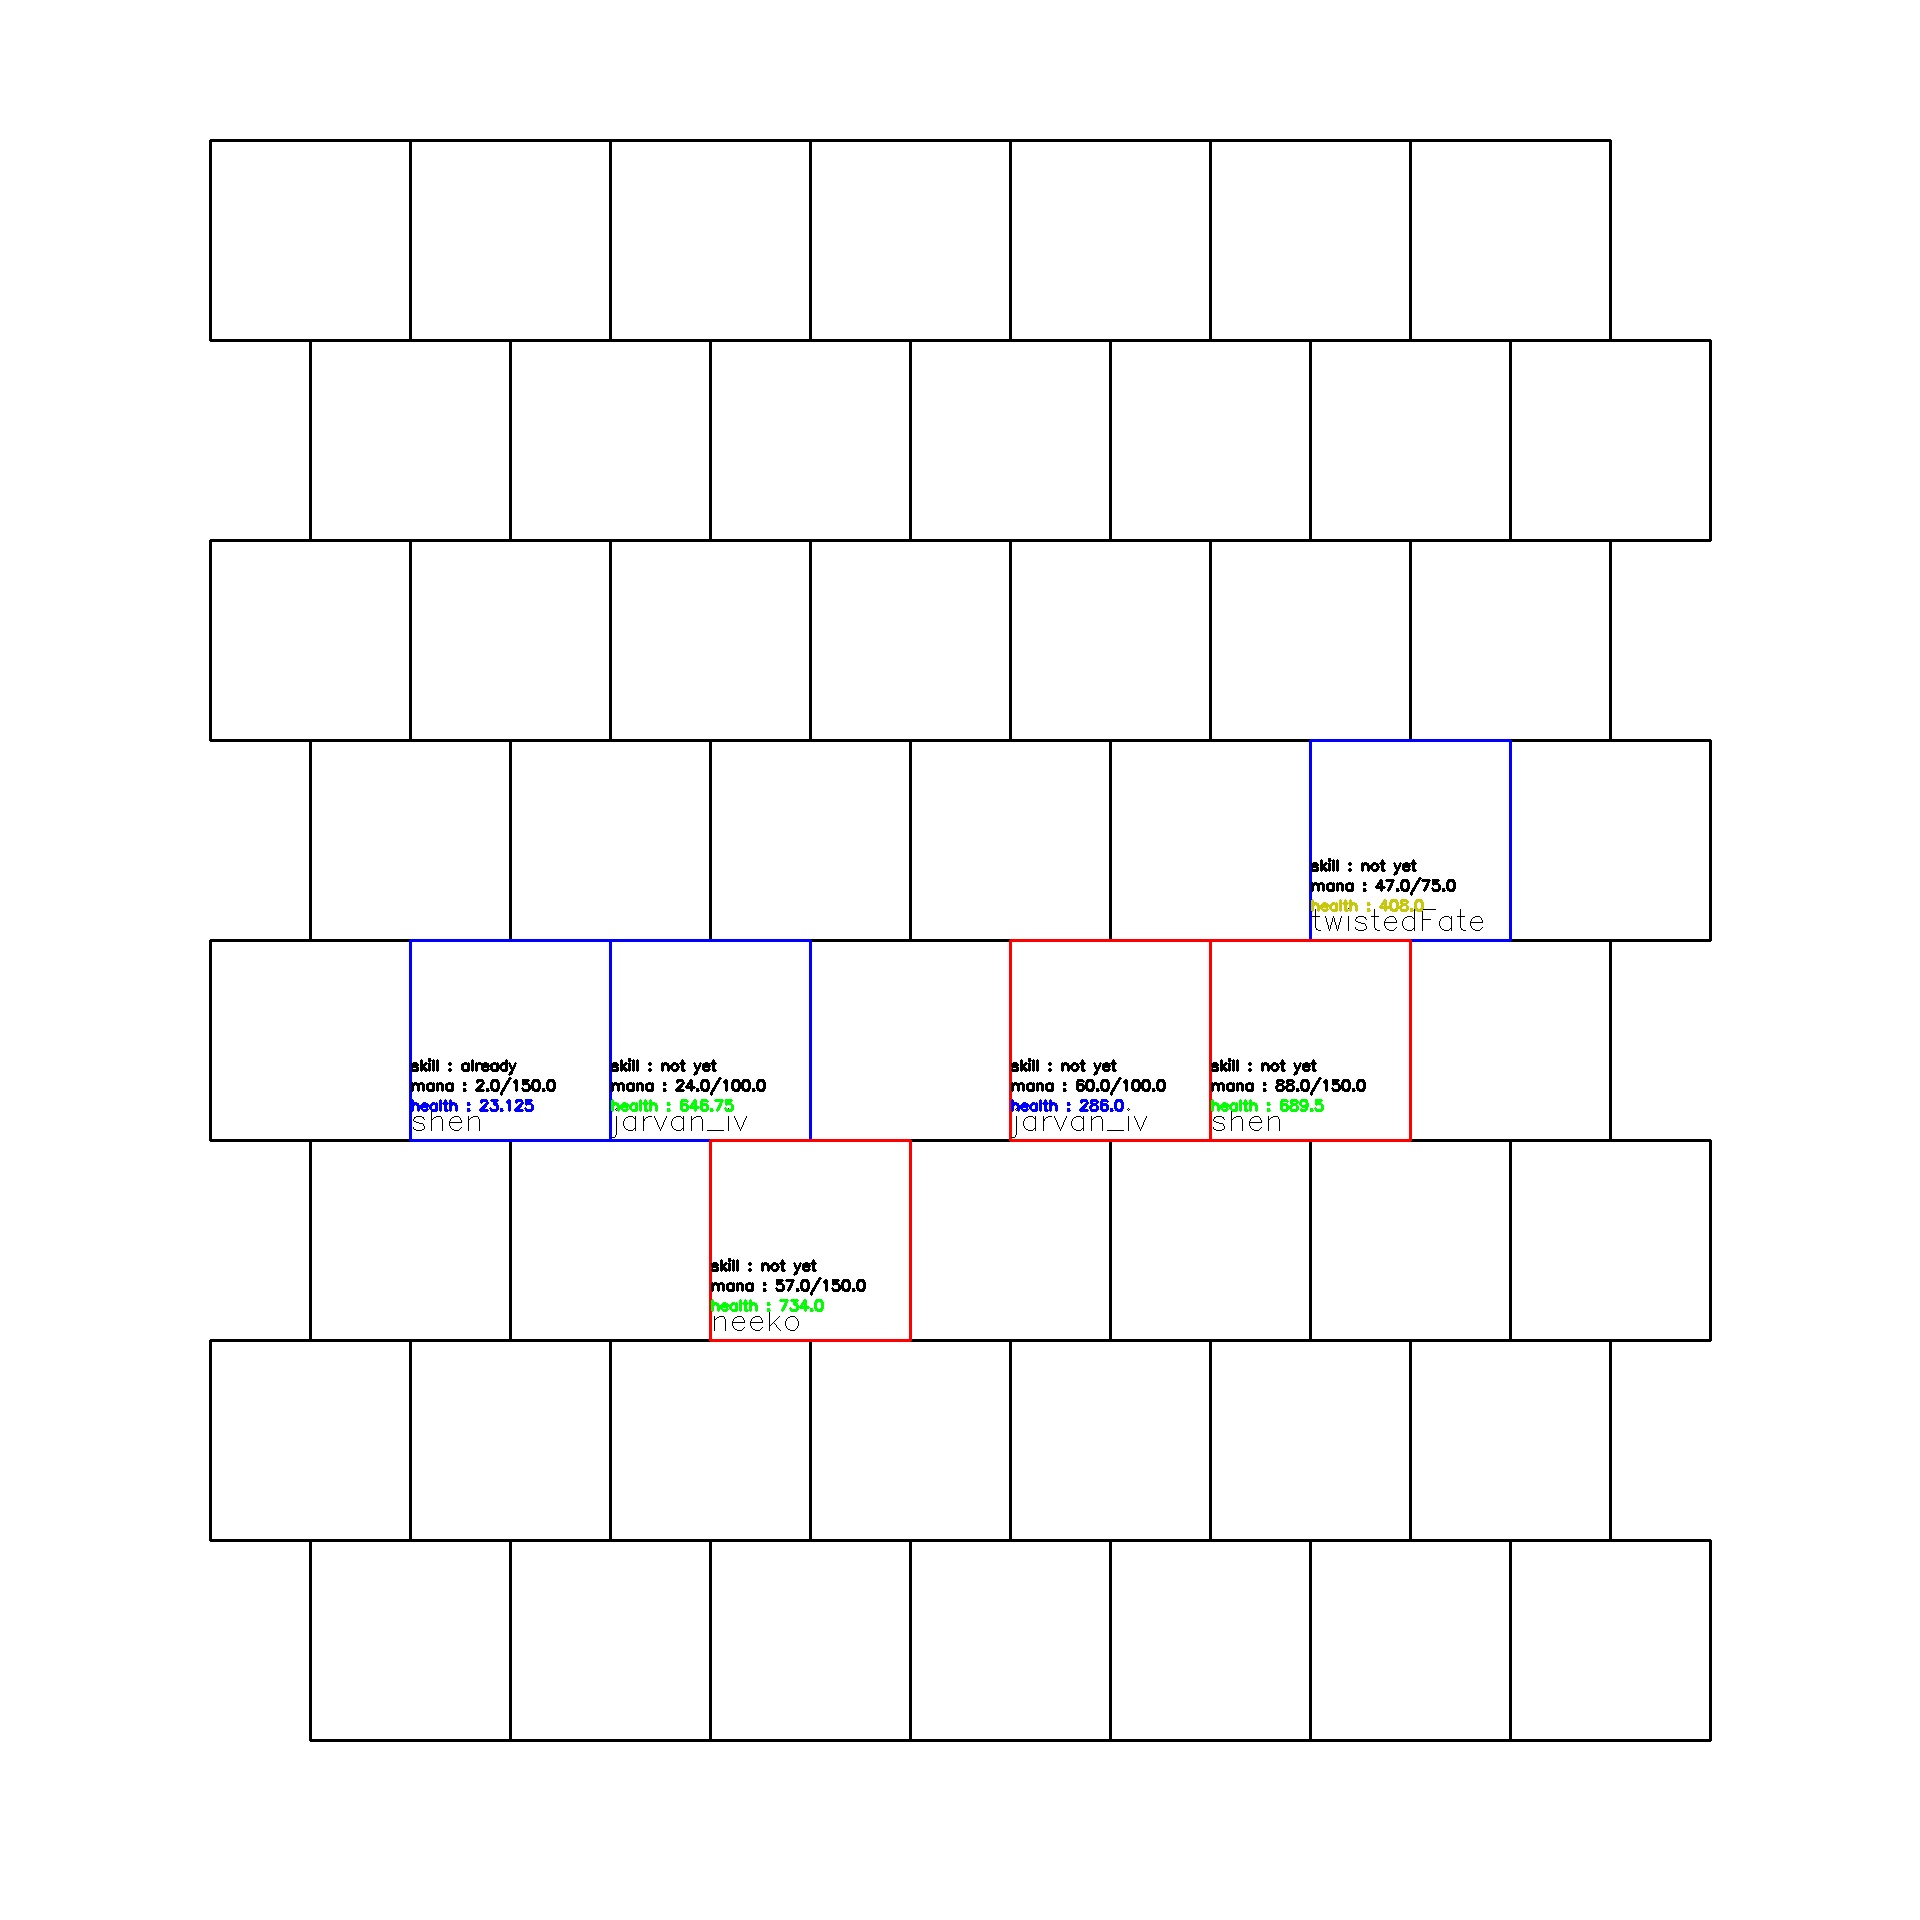 skill : not yet
mana : 47.0/75.0
health : 408.0
twistedFate
skill : already
mana : 2.0/150.0
health : 23.125
shen
skill : not yet
mana : 24.0/100.0
health : 646.75
jarvan_iv
skill : not yet
mana : 60.0/100.0
health : 286.0
jarvan_iv
skill : not yet
mana : 88.0/150.0
health : 689.5
shen
skill : not yet
mana : 57.0/150.0
health : 734.0
neeko